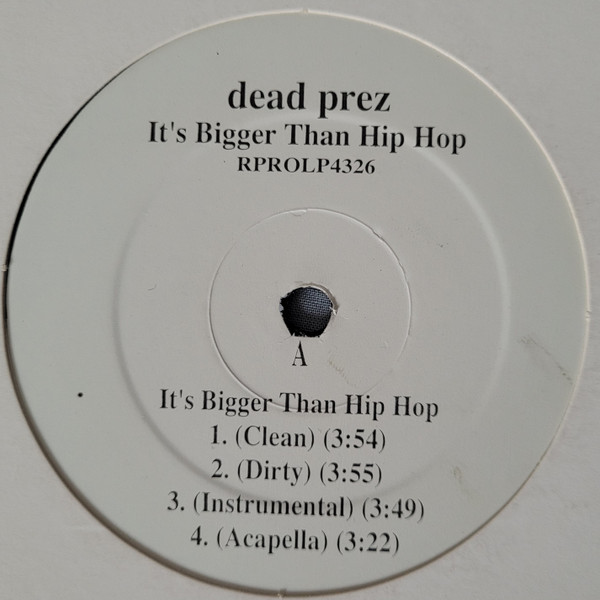 dead prez
It's Bigger Than Hip Hop
RPROLP4326
A
It's Bigger Than Hip Hop
1. (Clean) (3:54)
2. (Dirty) (3:55)
3. (Instrumental) (3:49)
4. (Acapella) (3:22)